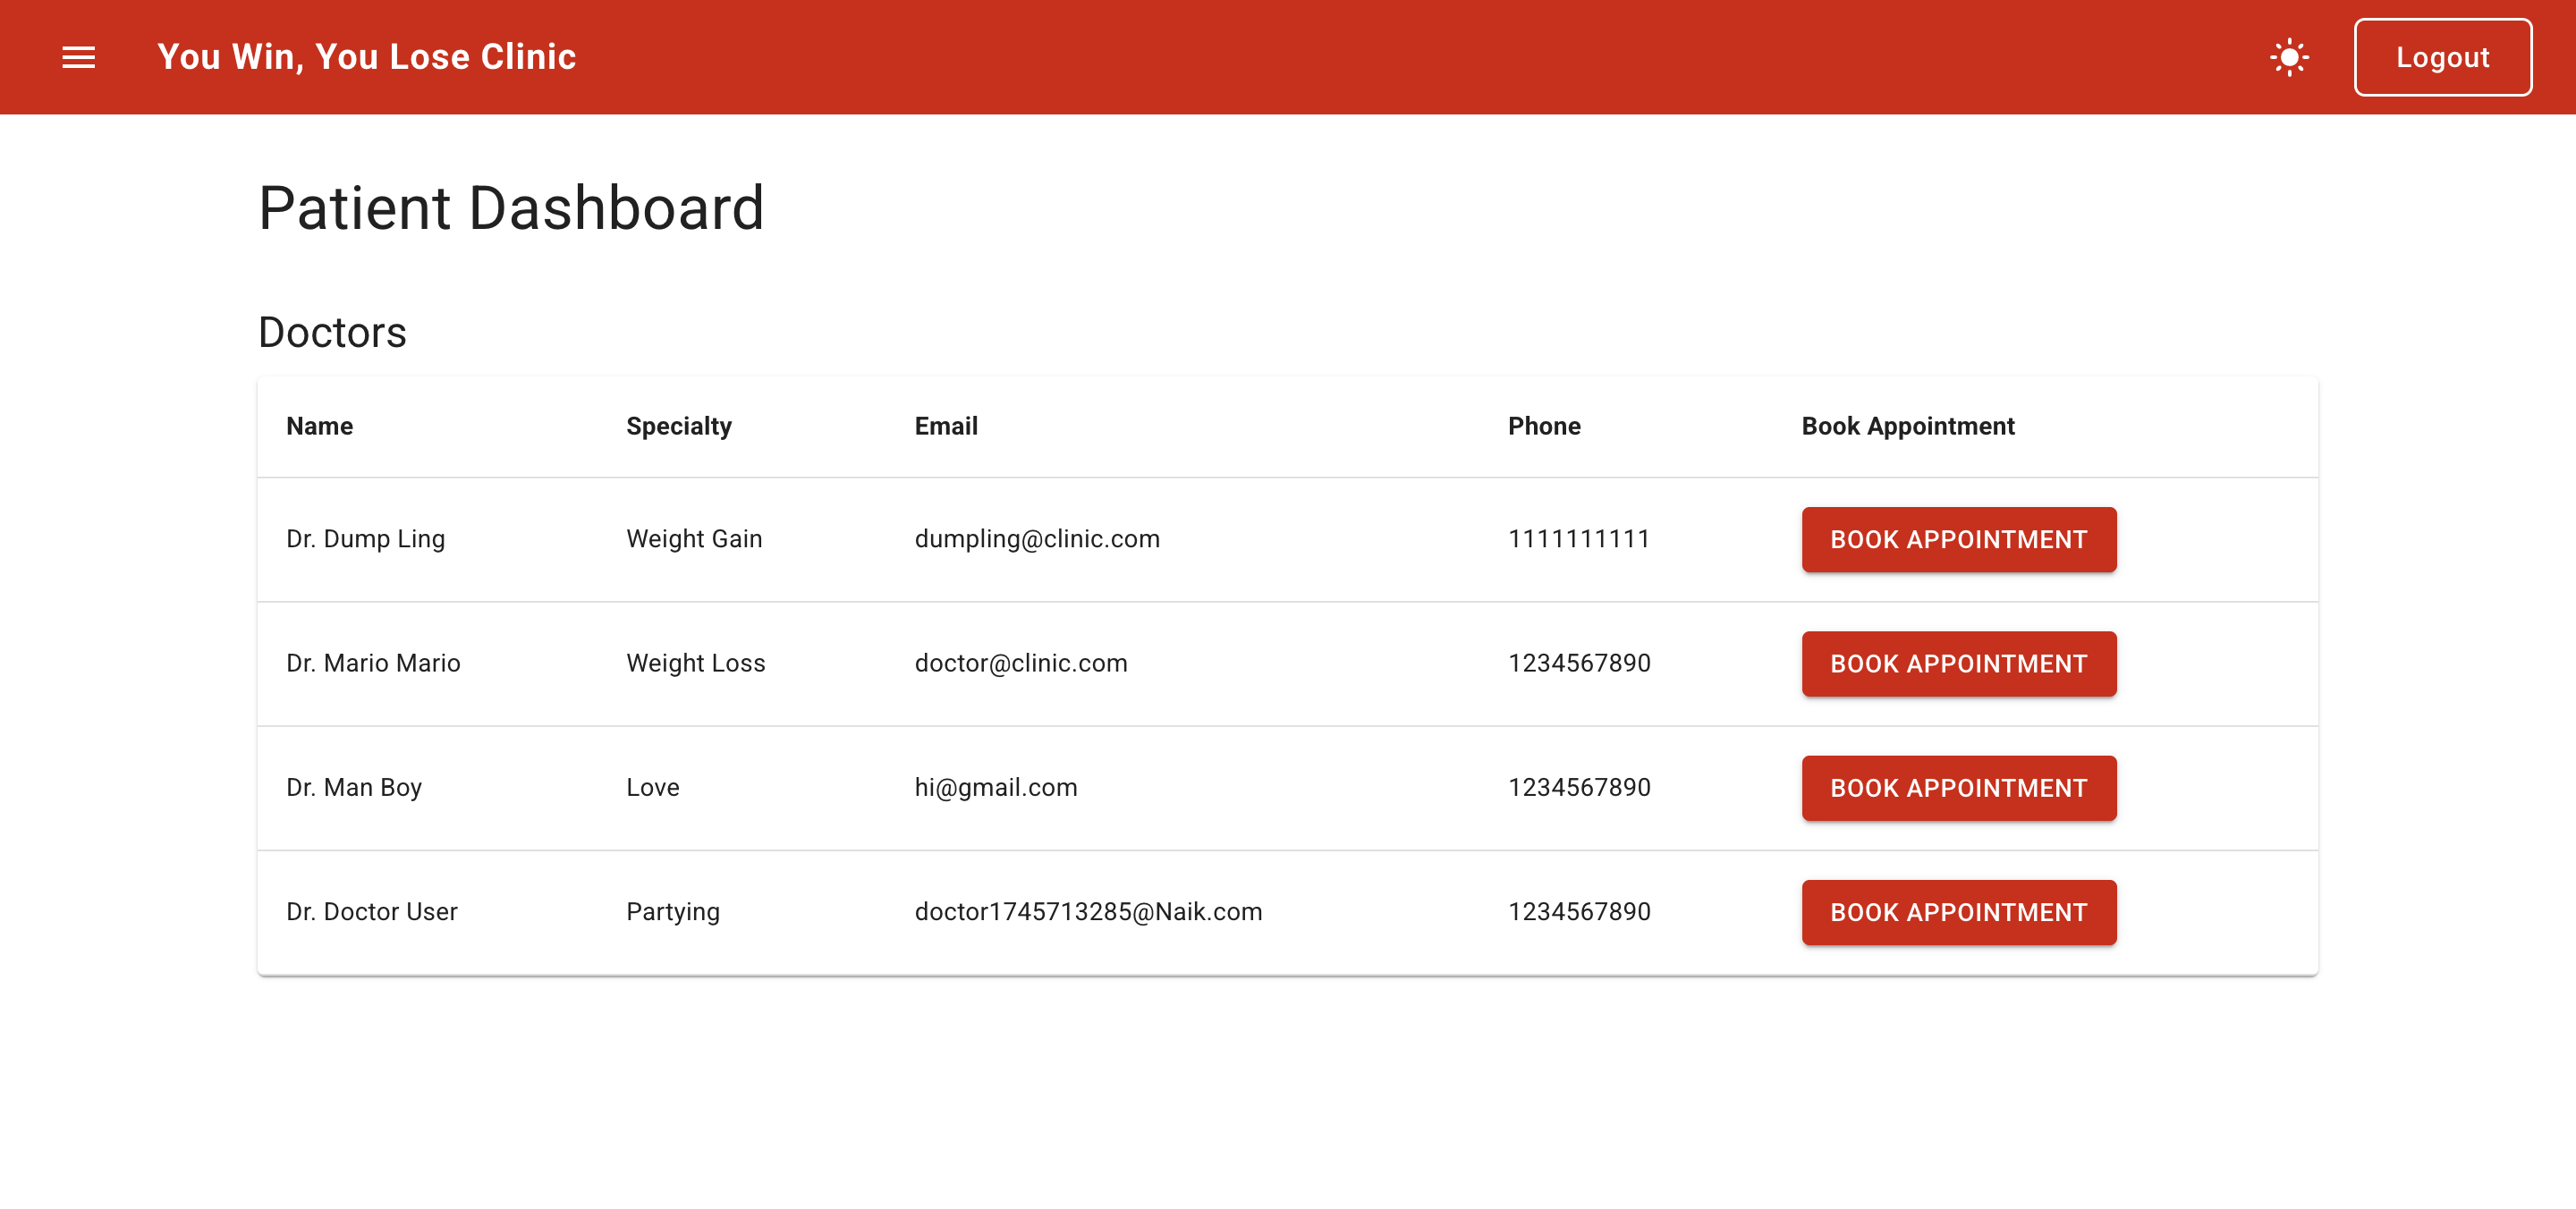 You Win, You Lose Clinic Logout
Patient Dashboard
Doctors
Name Specialty Email Phone Book Appointment
Dr. Dump Ling Weight Gain dumpling@clinic.com 1111111111 BOOK APPOINTMENT
Dr. Mario Mario Weight Loss doctor@clinic.com 1234567890 BOOK APPOINTMENT
Dr. Man Boy Love hi@gmail.com 1234567890 BOOK APPOINTMENT
Dr. Doctor User Partying doctor1745713285@Naik.com 1234567890 BOOK APPOINTMENT